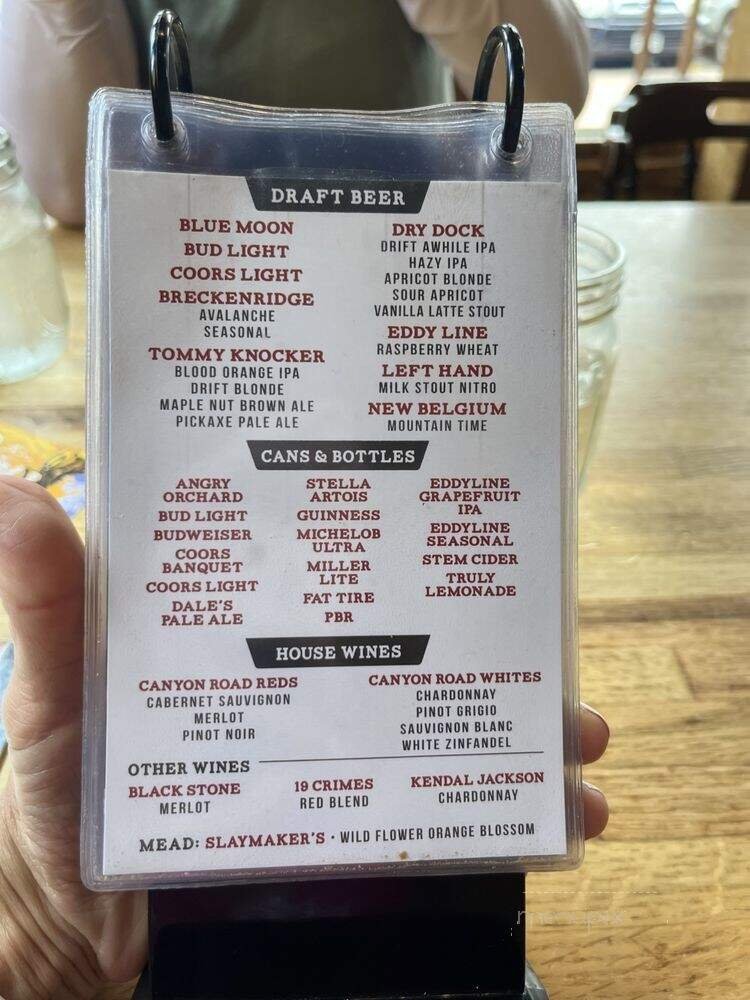 DRAFT BEER
BLUE MOON
BUD LIGHT
COORS LIGHT
BRECKENRIDGE
AVALANCHE
SEASONAL
TOMMY KNOCKER
BLOOD ORANGE IPA
DRIFT BLONDE
MAPLE NUT BROWN ALE
PICKAXE PALE ALE
DRY DOCK
DRIFT AWHILE IPA
HAZY IPA
APRICOT BLONDE
SOUR APRICOT
VANILLA LATTE STOUT
EDDY LINE
RASPBERRY WHEAT
LEFT HAND
MILK STOUT NITRO
NEW BELGIUM
MOUNTAIN TIME
CANS & BOTTLES
ANGRY
ORCHARD
BUD LIGHT
BUDWEISER
COORS
BANQUET
COORS LIGHT
DALE'S
PALE ALE
STELLA
ARTOIS
GUINNESS
MICHELOB
ULTRA
MILLER
LITE
FAT TIRE
PBR
EDDYLINE
GRAPEFRUIT
IPA
EDDYLINE
SEASONAL
STEM CIDER
TRULY
LEMONADE
HOUSE WINES
CANYON ROAD REDS
CABERNET SAUVIGNON
MERLOT
PINOT NOIR
CANYON ROAD WHITES
CHARDONNAY
PINOT GRIGIO
SAUVIGNON BLANC
WHITE ZINFANDEL
OTHER WINES
BLACK STONE
MERLOT
19 CRIMES
RED BLEND
KENDAL JACKSON
CHARDONNAY
MEAD: SLAYMAKER'S • WILD FLOWER ORANGE BLOSSOM